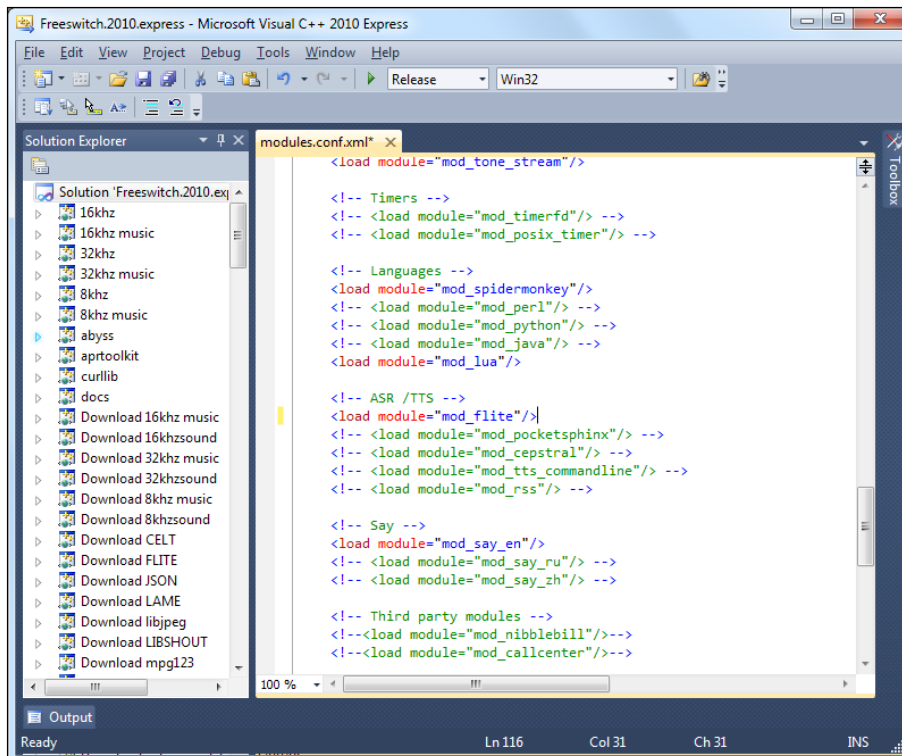 Freeswitch.2010.express - Microsoft Visual C++ 2010 Express
File Edit View Project Debug Tools Window Help
Release Win32
Solution Explorer
Solution 'Freeswitch.2010.exp
16khz
16khz music
32khz
32khz music
8khz
8khz music
abyss
aprtoolkit
curllib
docs
Download 16khz music
Download 16khzsound
Download 32khz music
Download 32khzsound
Download 8khz music
Download 8khzsound
Download CELT
Download FLITE
Download JSON
Download LAME
Download libjpeg
Download LIBSHOUT
Download mpg123
modules.conf.xml*
<load module="mod_tone_stream"/>
<!-- Timers -->
<!-- <load module="mod_timerfd"/> -->
<!-- <load module="mod_posix_timer"/> -->
<!-- Languages -->
<load module="mod_spidermonkey"/>
<!-- <load module="mod_perl"/> -->
<!-- <load module="mod_python"/> -->
<!-- <load module="mod_java"/> -->
<load module="mod_lua"/>
<!-- ASR /TTS -->
<load module="mod_flite"/>
<!-- <load module="mod_pocketsphinx"/> -->
<!-- <load module="mod_cepstral"/> -->
<!-- <load module="mod_tts_commandline"/> -->
<!-- <load module="mod_rss"/> -->
<!-- Say -->
<load module="mod_say_en"/>
<!-- <load module="mod_say_ru"/> -->
<!-- <load module="mod_say_zh"/> -->
<!-- Third party modules -->
<!--<load module="mod_nibblebill"/>-->
<!--<load module="mod_callcenter"/>-->
100 %
Toolbox
Output
Ready Ln 116 Col 31 Ch 31 INS